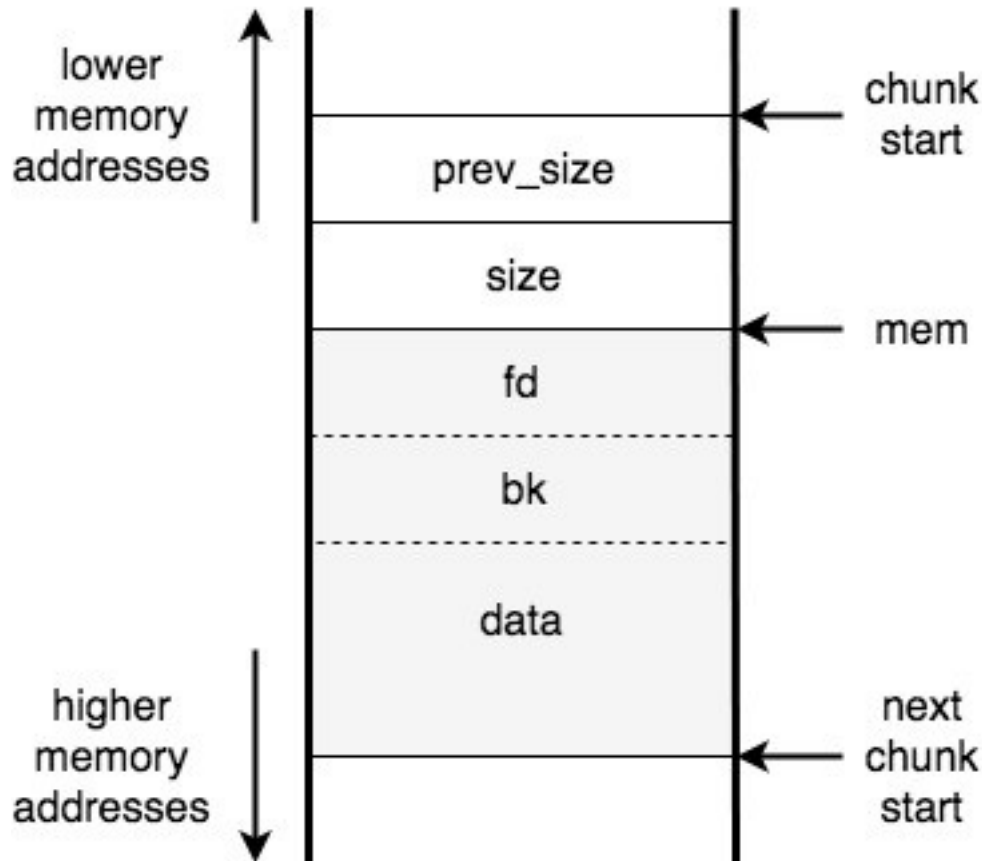 lower
memory
addresses
chunk
start
prev_size
size
mem
fd
bk
data
higher
memory
addresses
next
chunk
start